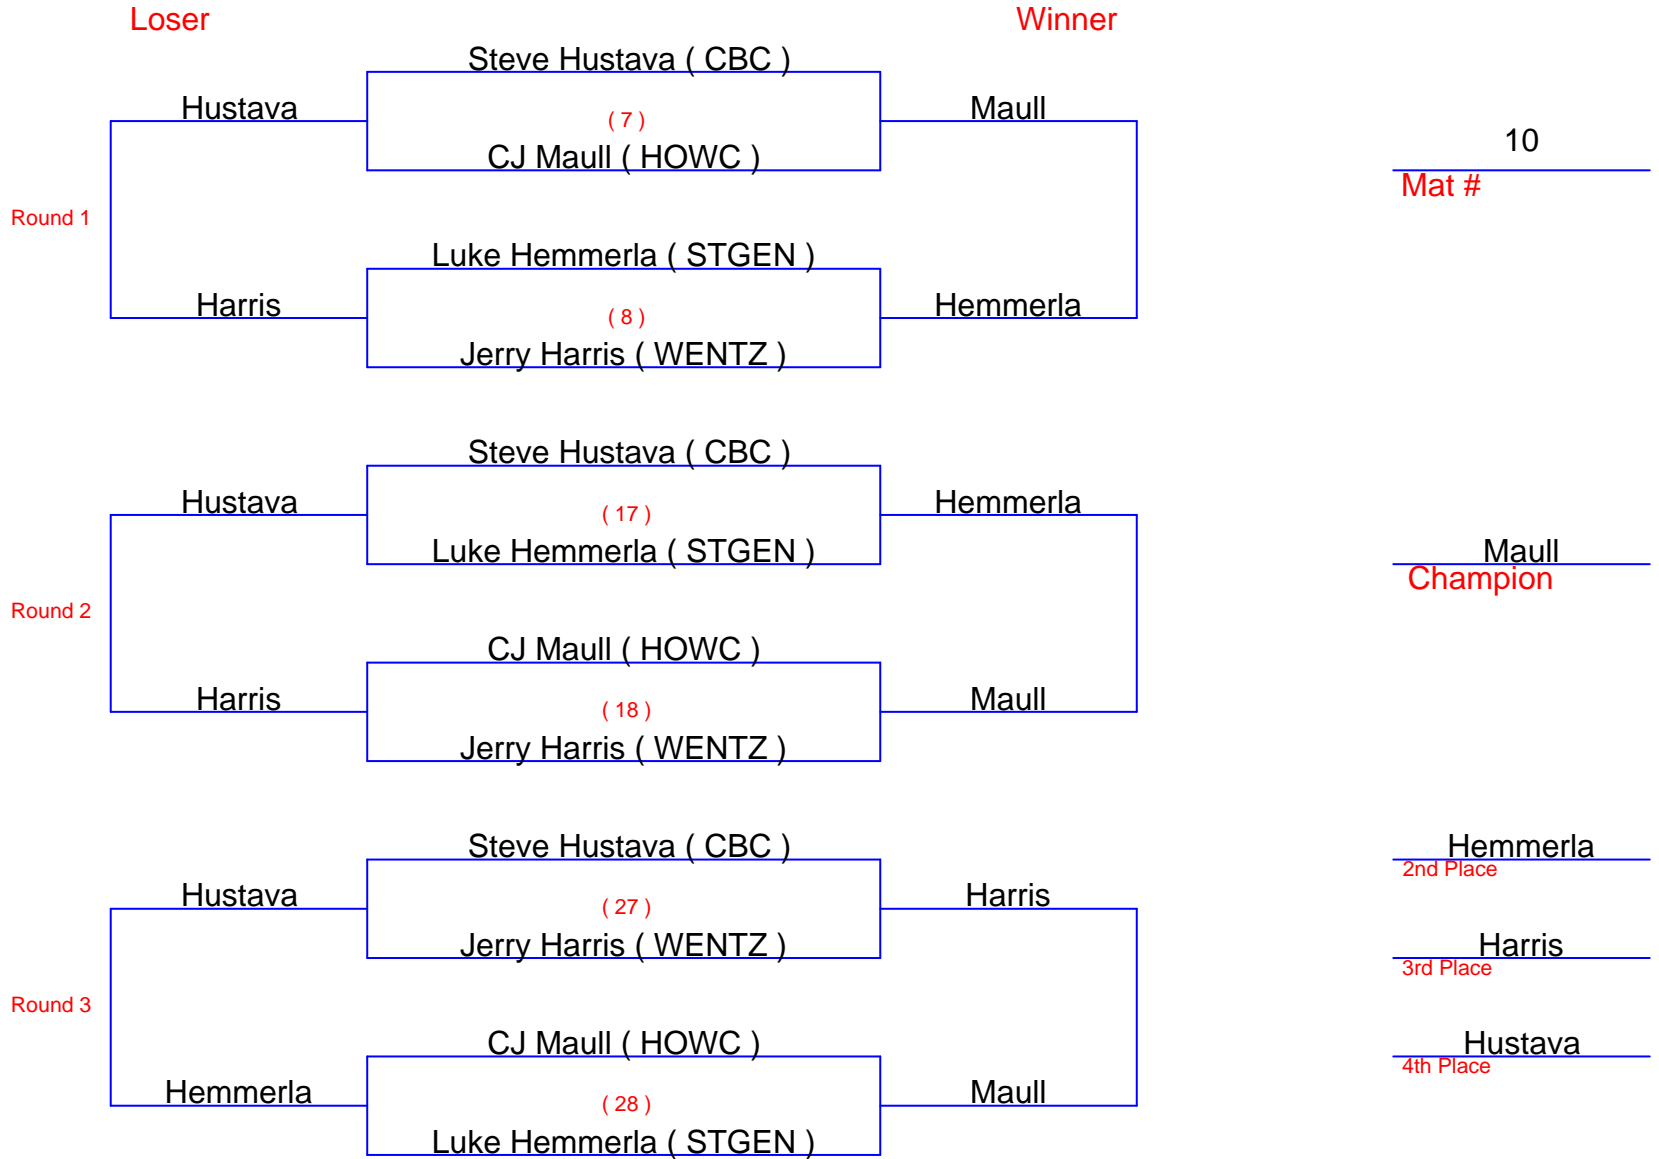 Loser
Winner
Steve Hustava ( CBC )
Hustava
( 7 )
Maull
CJ Maull ( HOWC )
10
Mat #
Round 1
Luke Hemmerla ( STGEN )
Harris
( 8 )
Hemmerla
Jerry Harris ( WENTZ )
Steve Hustava ( CBC )
Hustava
( 17 )
Hemmerla
Luke Hemmerla ( STGEN )
Maull
Champion
Round 2
CJ Maull ( HOWC )
Harris
( 18 )
Maull
Jerry Harris ( WENTZ )
Steve Hustava ( CBC )
Hemmerla
2nd Place
Hustava
( 27 )
Harris
Jerry Harris ( WENTZ )
Harris
3rd Place
Round 3
CJ Maull ( HOWC )
Hustava
4th Place
Hemmerla
( 28 )
Maull
Luke Hemmerla ( STGEN )